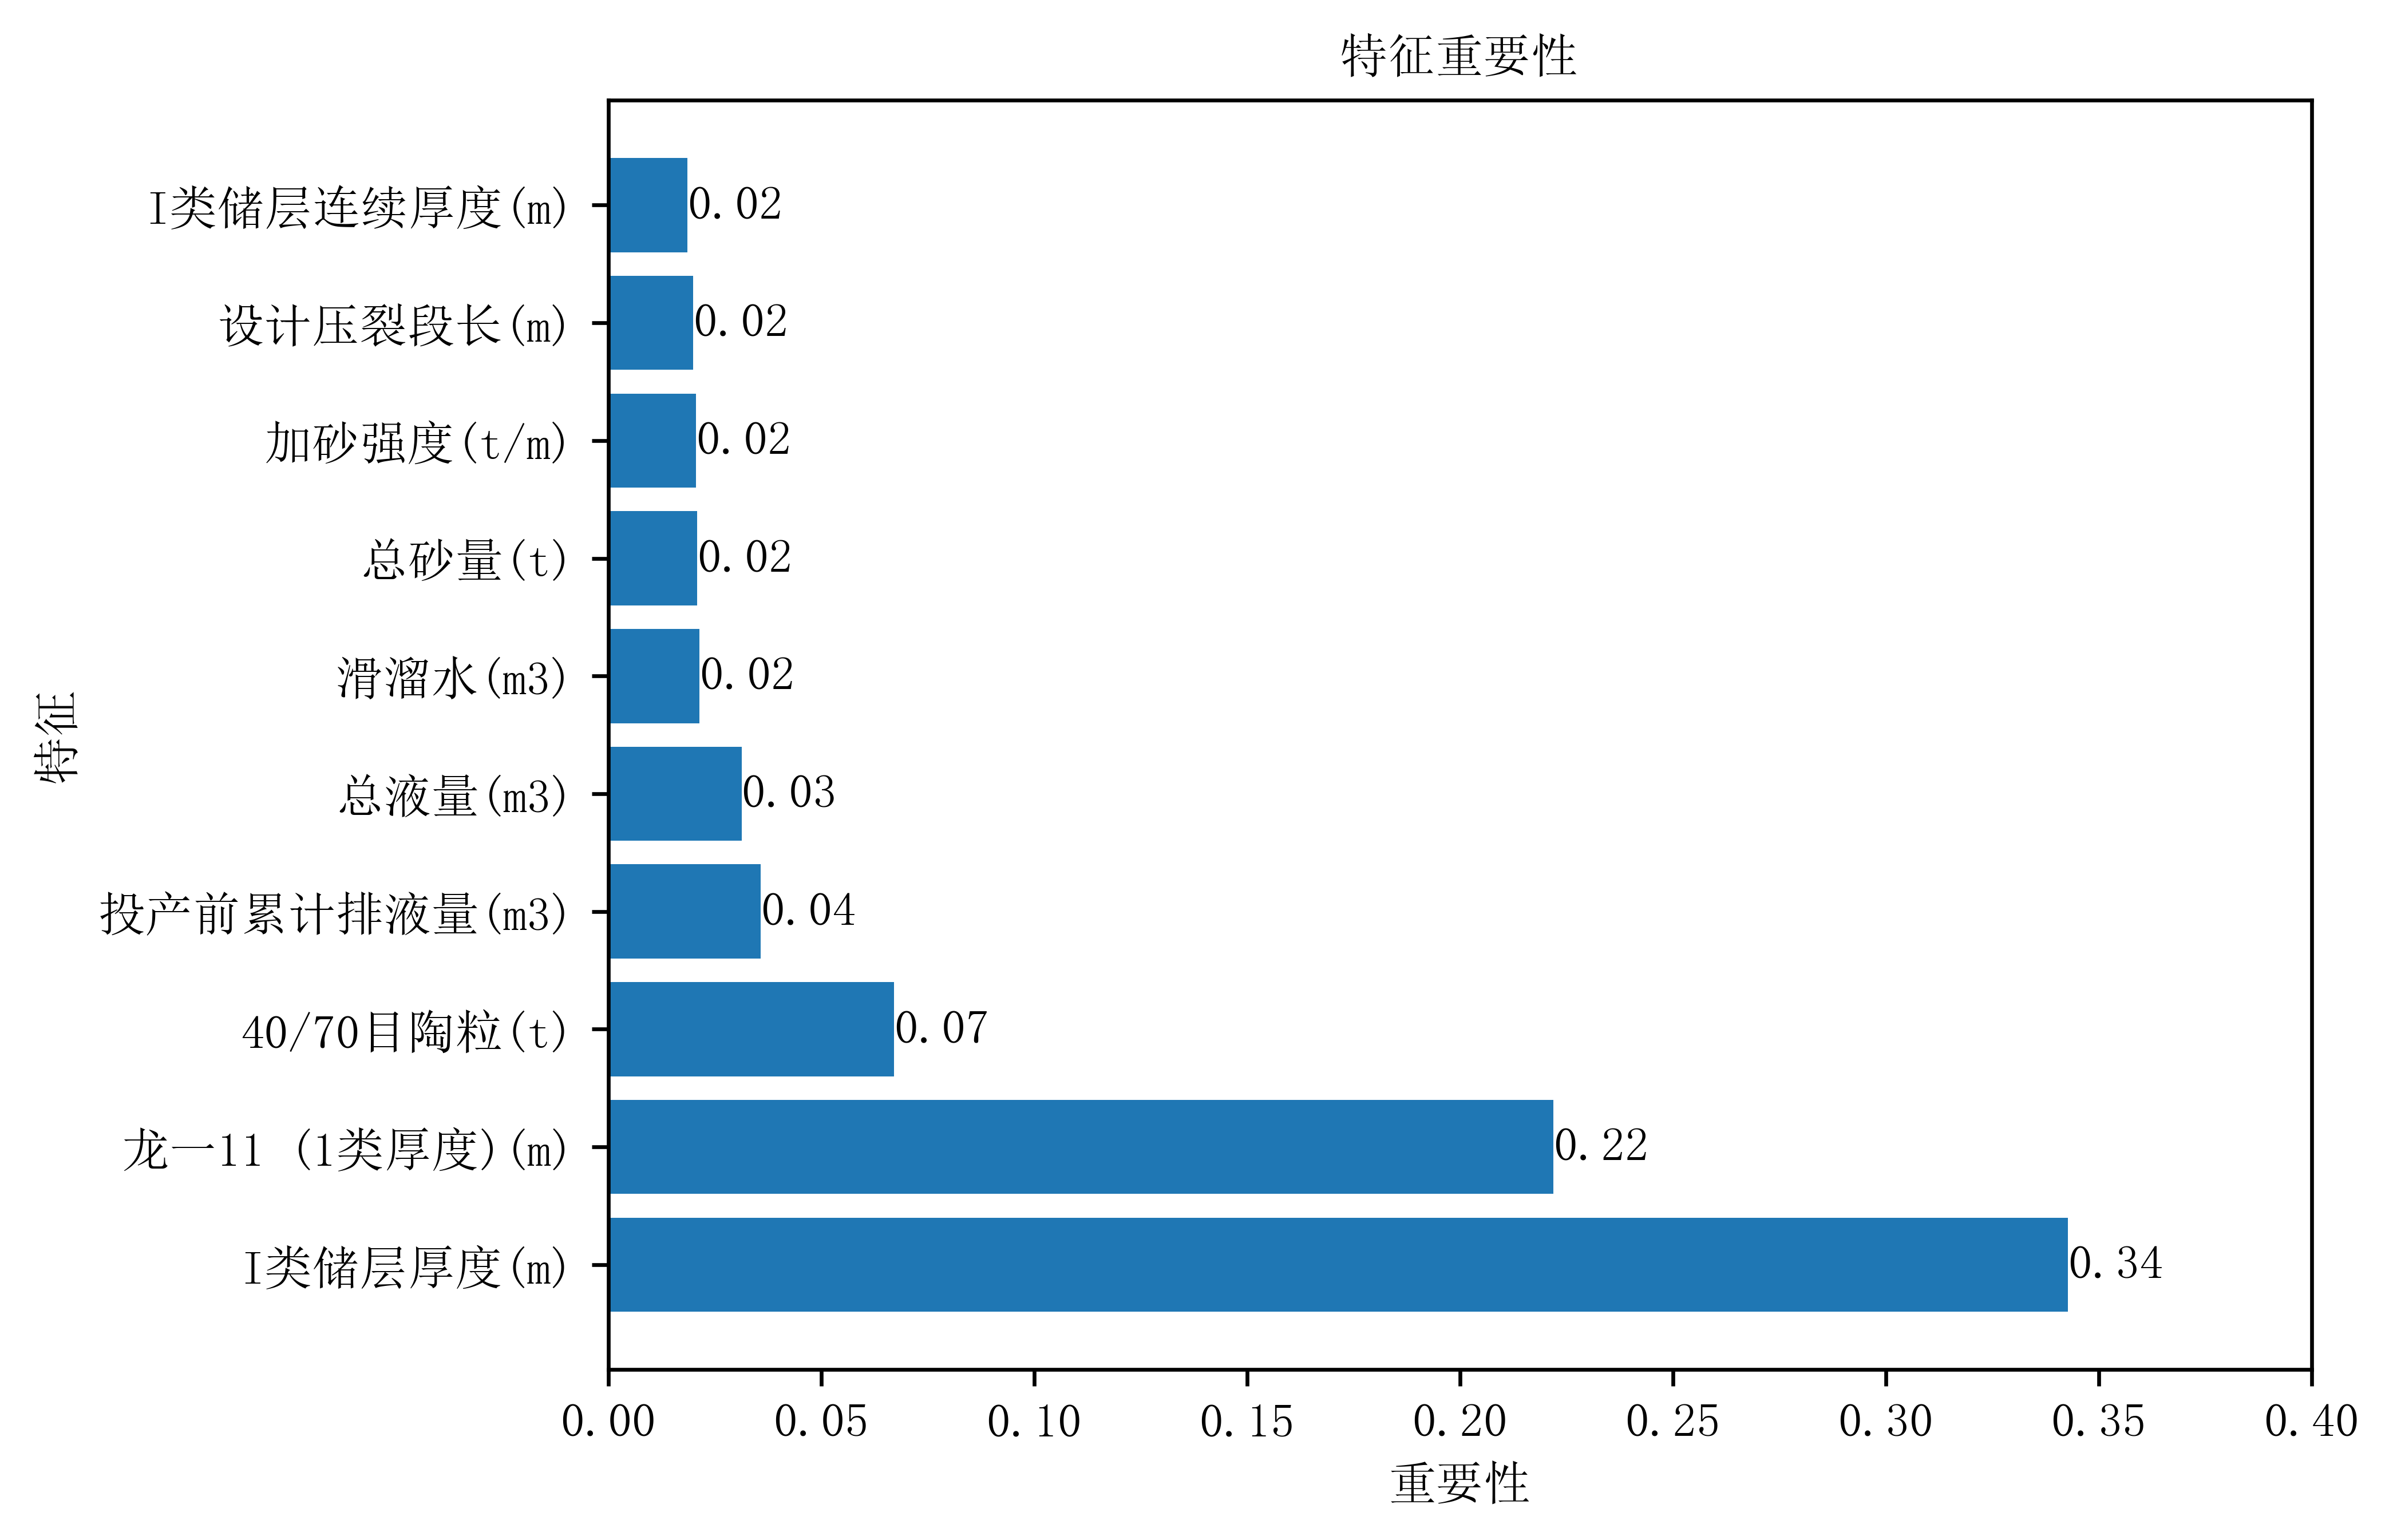 特征重要性
I类储层连续厚度(m)
0.02
设计压裂段长(m)
0.02
加砂强度(t/m)
0.02
总砂量(t)
0.02
滑溜水(m3)
0.02
总液量(m3)
0.03
投产前累计排液量(m3)
0.04
40/70目陶粒(t)
0.07
龙一11 (1类厚度)(m)
0.22
I类储层厚度(m)
0.34
特征
0.00 0.05 0.10 0.15 0.20 0.25 0.30 0.35 0.40
重要性